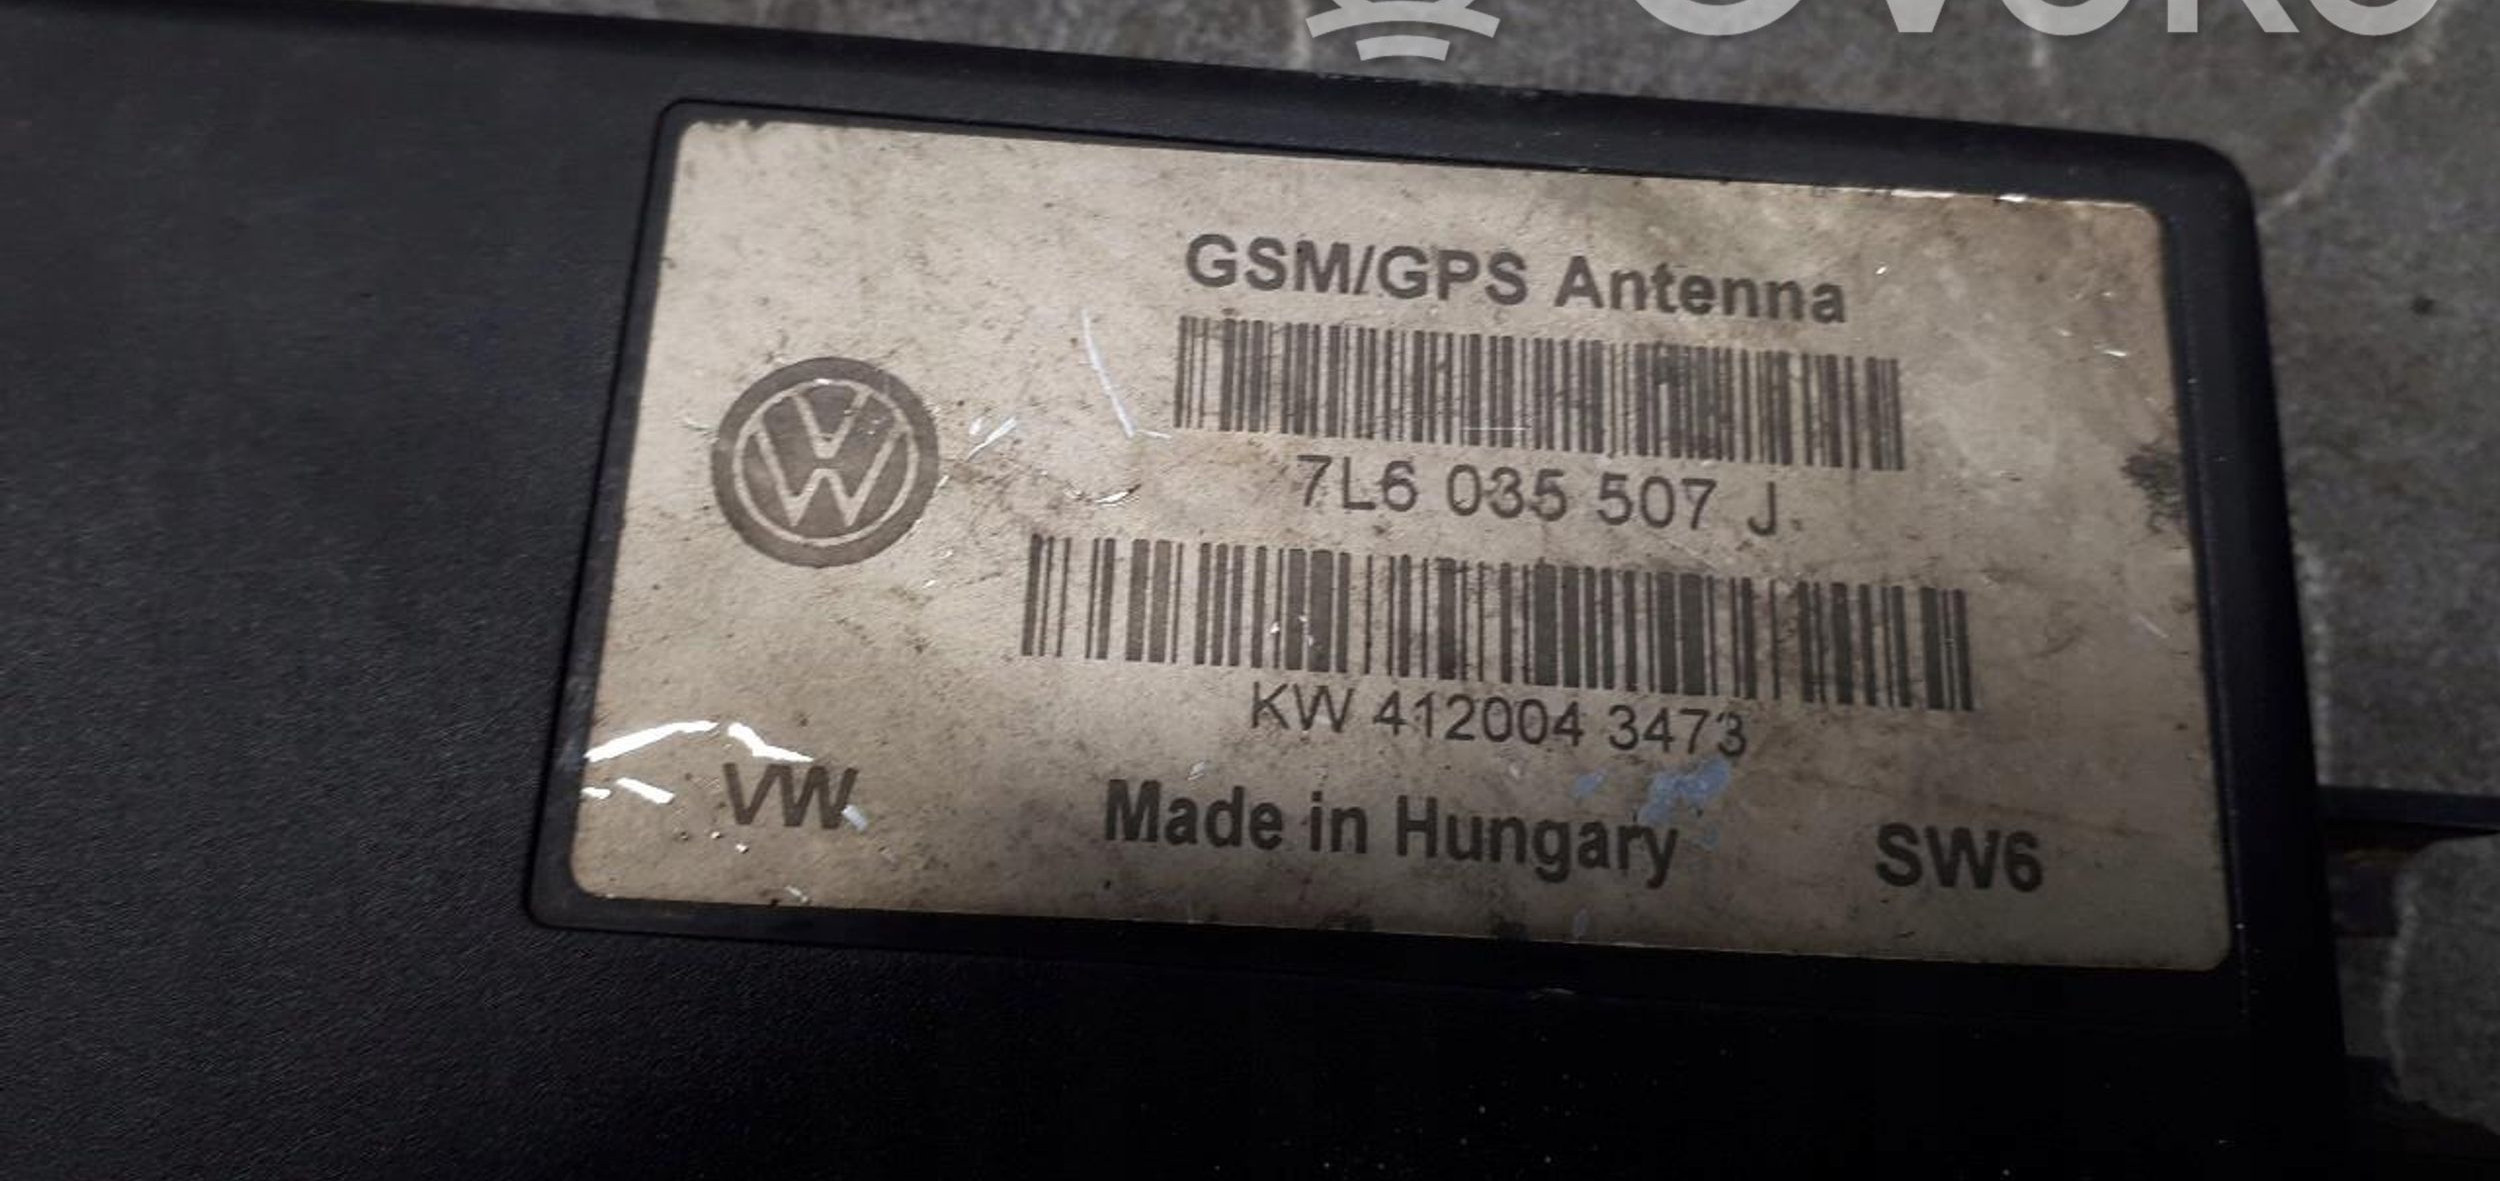 GSM/GPS Antenna
7L6 035 507 J
KW 412004 3473
VW Made in Hungary SW6